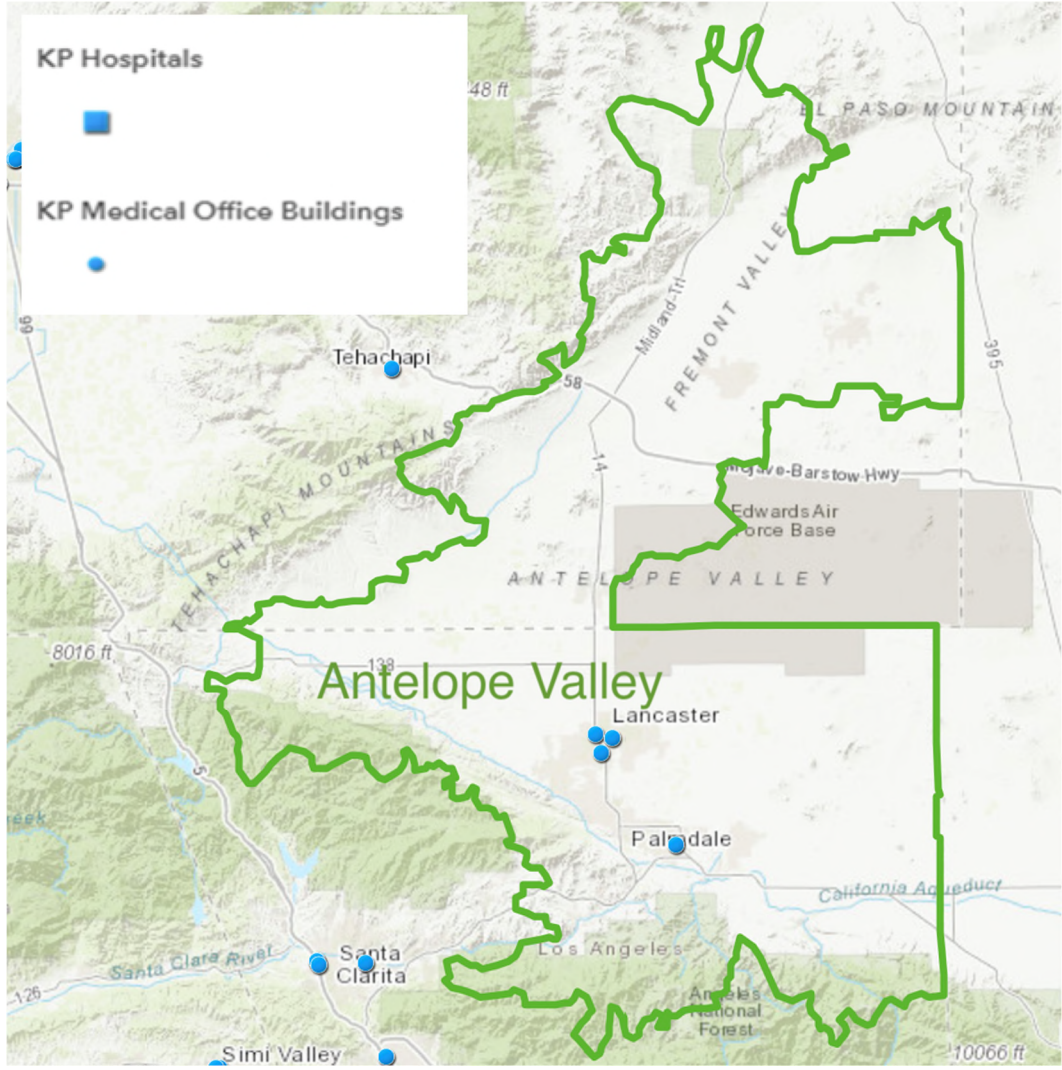 KP Hospitals
48 ft
EL PASO MOUNTAIN
KP Medical Office Buildings
FREMONT VALLEY
Midland-Trl
99
395
Tehachapi
58
TEHACHAPI MOUNTAINS
14
Mojave-Barstow Hwy
Edwards Air
Force Base
ANTELOPE VALLEY
8016 ft
138
Antelope Valley
Lancaster
5
eek
Palmdale
California Aqueduct
Los Angeles
Santa
Clarita
Santa Clara River
126
Angeles
National
Forest
Simi Valley
10066 ft